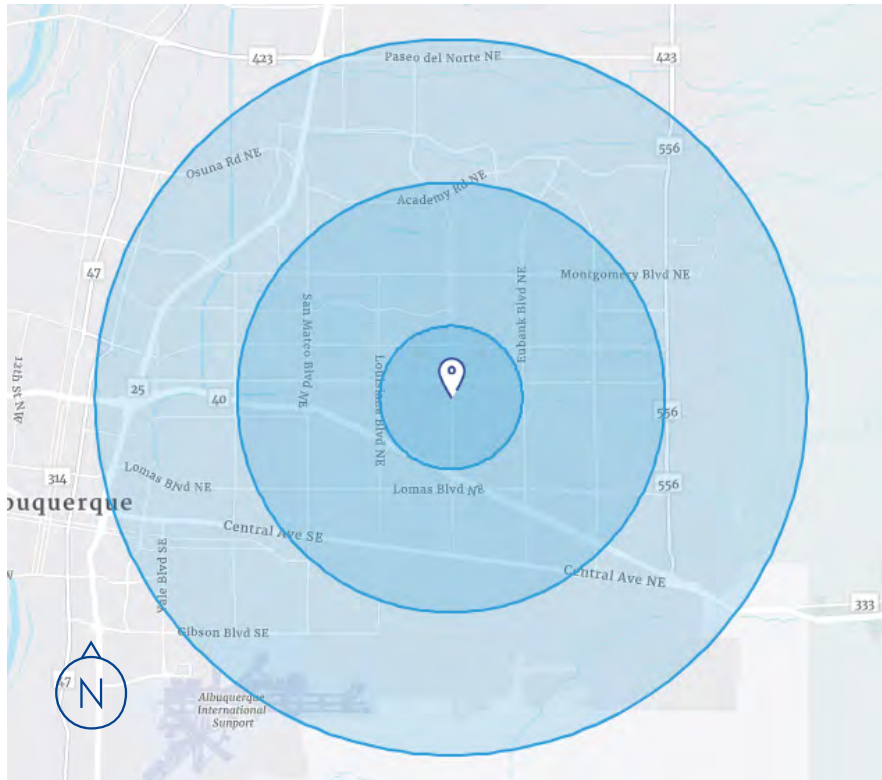 423
Paseo del Norte NE
423
556
Osuna Rd NE
Academy Rd NE
47
Montgomery Blvd NE
Eubank Blvd NE
San Mateo Blvd NE
12th St NW
Louisiana Blvd NE
25
40
556
314
Lomas Blvd NE
556
Lomas Blvd NE
buquerque
Central Ave SE
Central Ave NE
Yale Blvd SE
W
333
Gibson Blvd SE
47
N
Albuquerque
International
Sunport